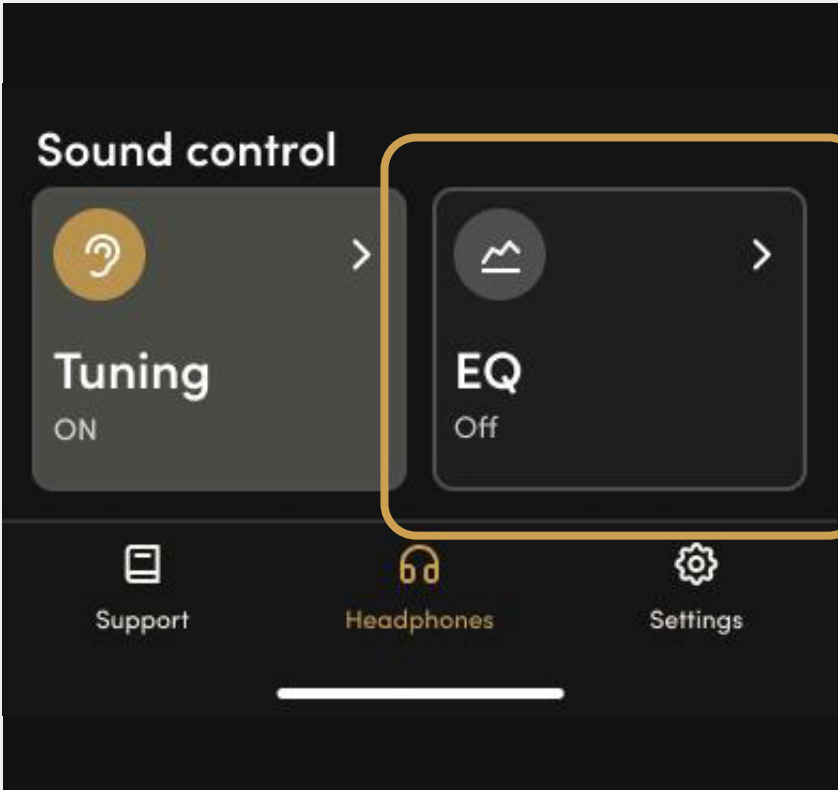 Sound control
Tuning
ON
EQ
Off
Support
Headphones
Settings